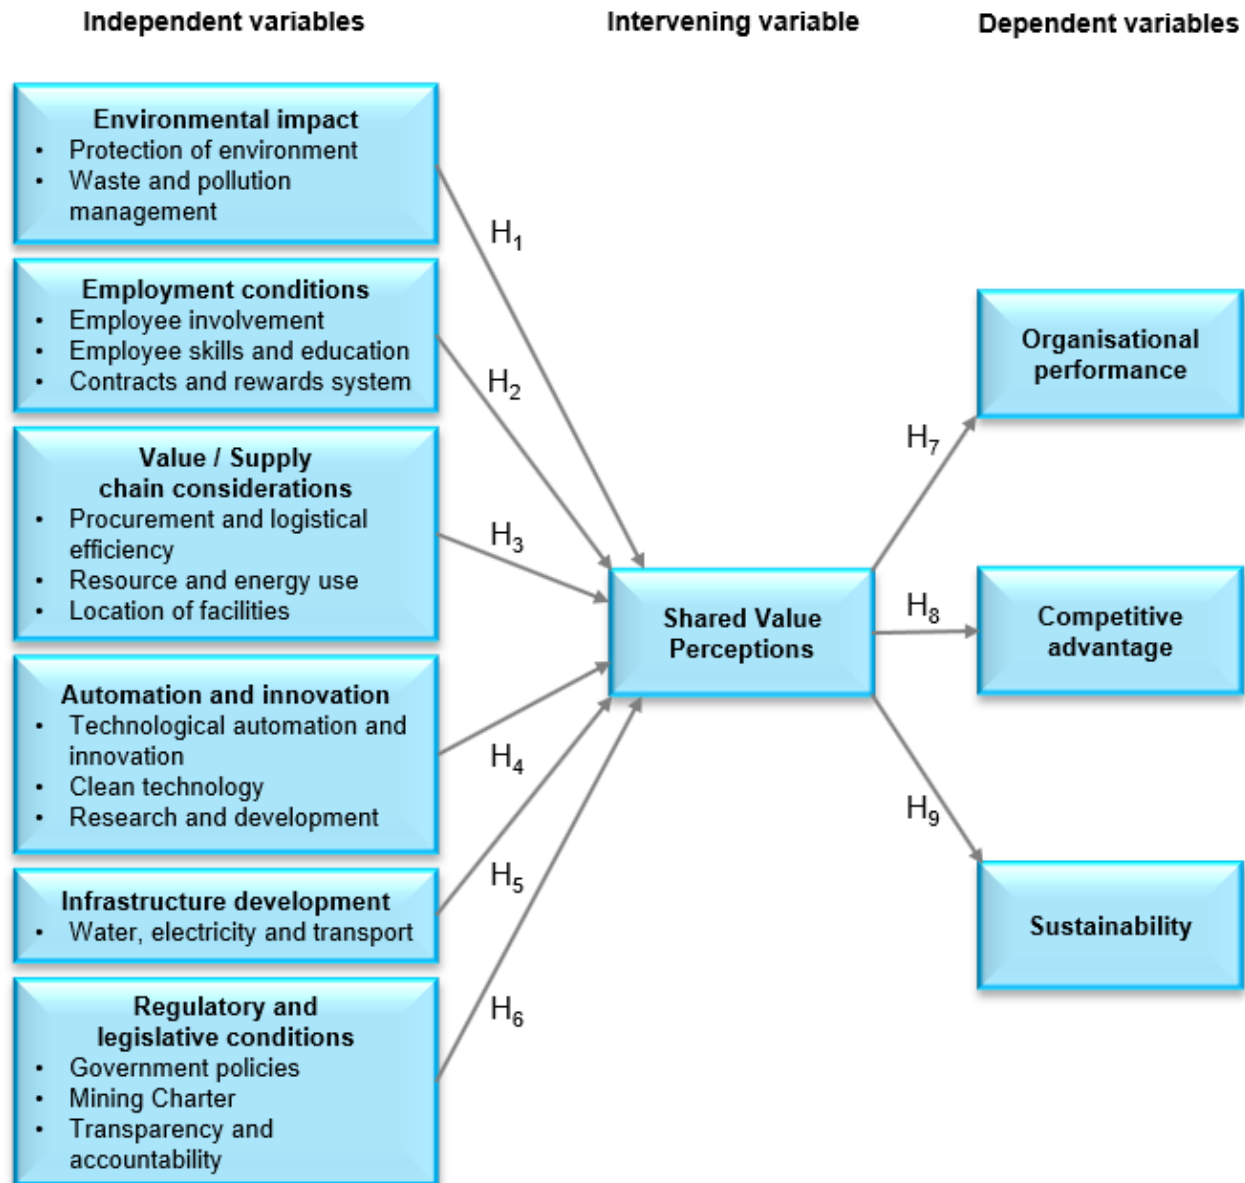 Independent variables
Intervening variable
Dependent variables
Environmental impact
• Protection of environment
• Waste and pollution
management
H1
Employment conditions
• Employee involvement
• Employee skills and education
• Contracts and rewards system
H2
Value / Supply
chain considerations
• Procurement and logistical
efficiency
• Resource and energy use
• Location of facilities
H3
Automation and innovation
• Technological automation and
innovation
• Clean technology
• Research and development
H4
Infrastructure development
• Water, electricity and transport
H5
Regulatory and
legislative conditions
• Government policies
• Mining Charter
• Transparency and
accountability
H6
Shared Value
Perceptions
H7
H8
H9
Organisational
performance
Competitive
advantage
Sustainability